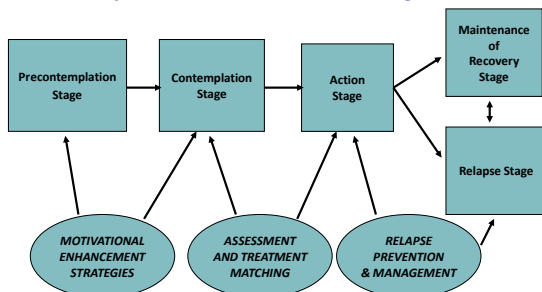 Precontemplation
Stage
Contemplation
Stage
Action
Stage
Maintenance
of
Recovery
Stage
Relapse Stage
MOTIVATIONAL
ENHANCEMENT
STRATEGIES
ASSESSMENT
AND TREATMENT
MATCHING
RELAPSE
PREVENTION
& MANAGEMENT